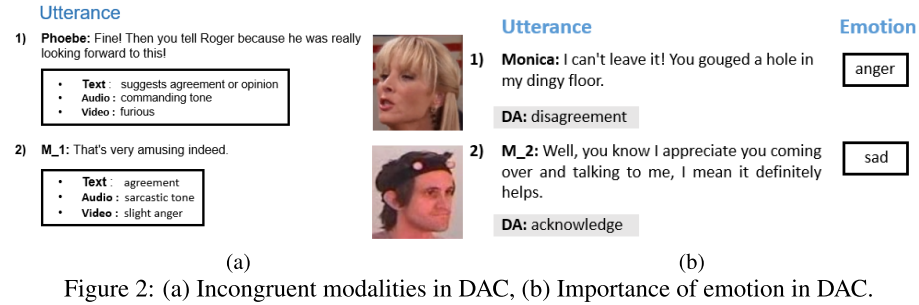 Utterance
1) Phoebe: Fine! Then you tell Roger because he was really
looking forward to this!
• Text : suggests agreement or opinion
• Audio : commanding tone
• Video : furious
2) M_1: That's very amusing indeed.
• Text : agreement
• Audio : sarcastic tone
• Video : slight anger
(a)
Utterance
Emotion
1) Monica: I can't leave it! You gouged a hole in
my dingy floor.
anger
DA: disagreement
2) M_2: Well, you know I appreciate you coming
over and talking to me, I mean it definitely
helps.
sad
DA: acknowledge
(b)
Figure 2: (a) Incongruent modalities in DAC, (b) Importance of emotion in DAC.